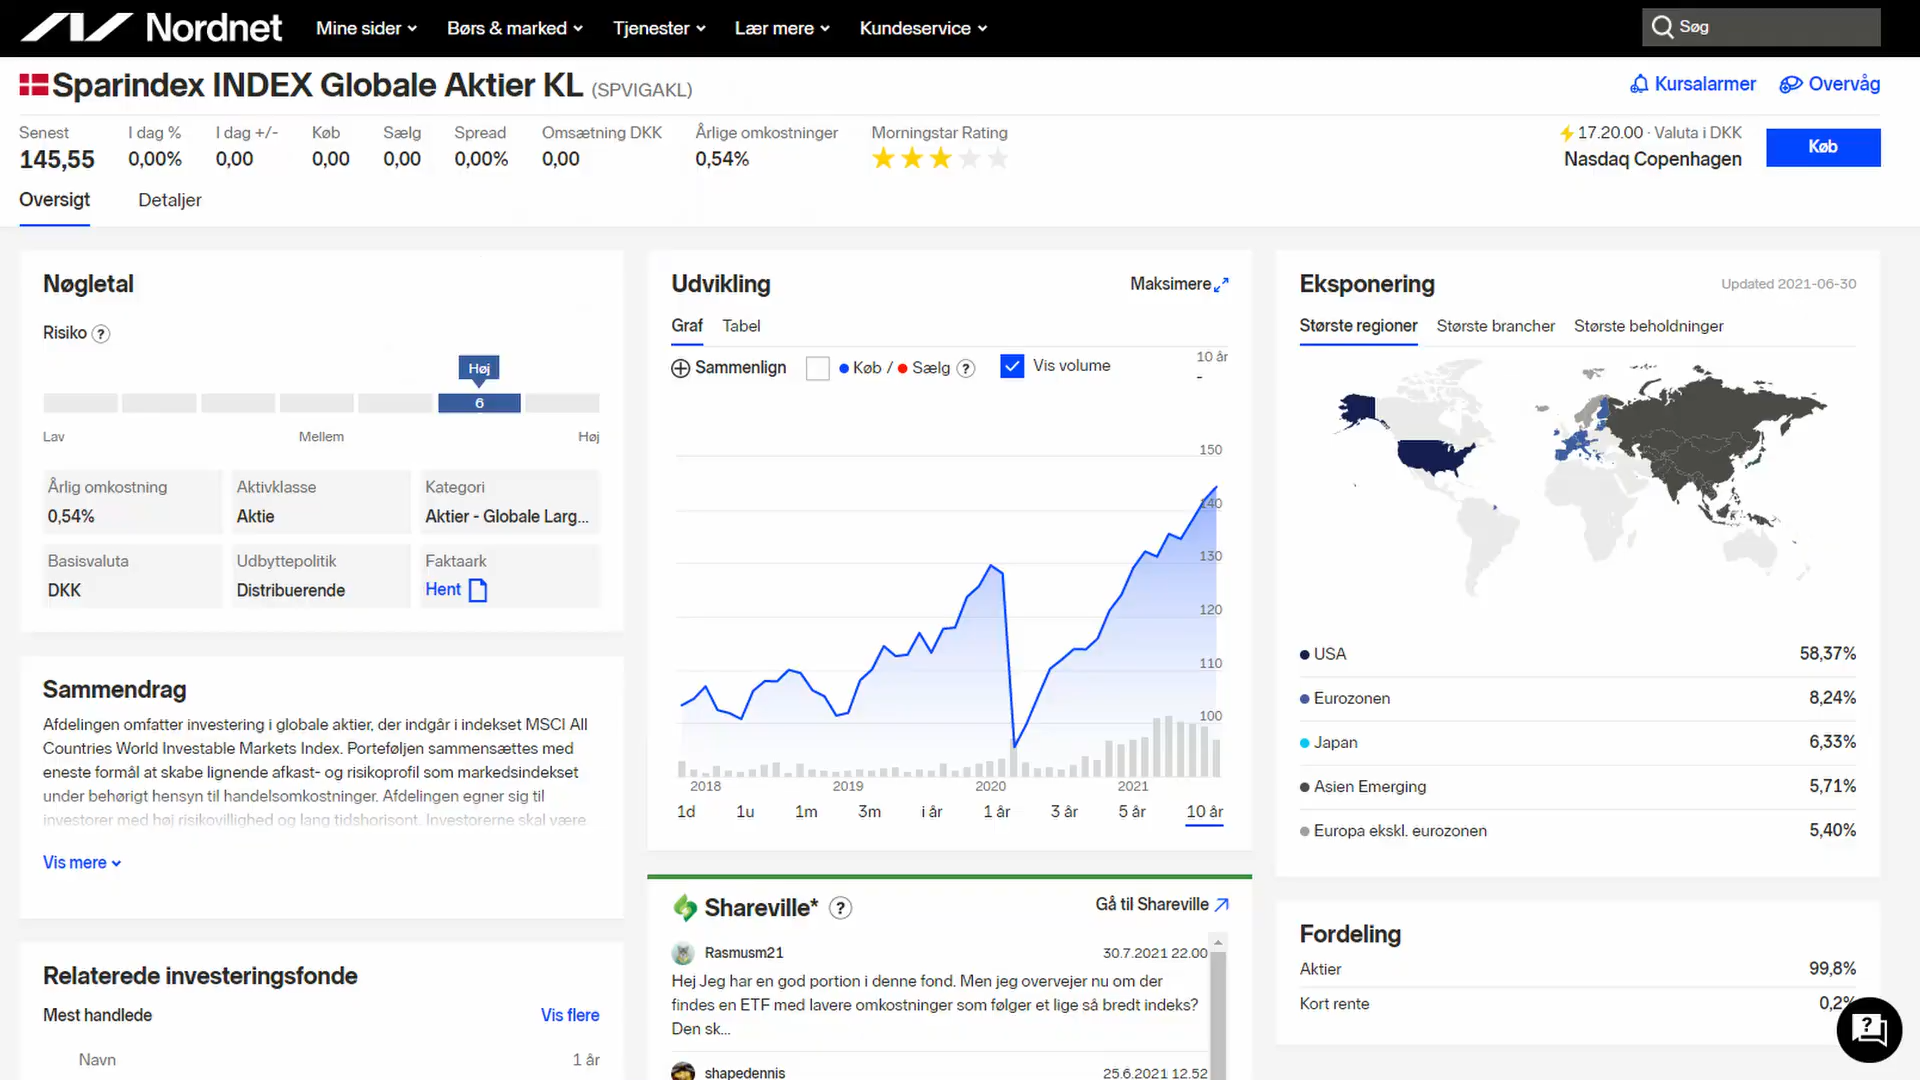 Nordnet
Mine sider
Børs & marked
Tjenester
Lær mere
Kundeservice
Søg
Sparindex INDEX Globale Aktier KL (SPVIGAKL)
Kursalarmer
Overvåg
Senest
I dag %
I dag +/-
Køb
Sælg
Spread
Omsætning DKK
Årlige omkostninger
Morningstar Rating
145,55
0,00%
0,00
0,00
0,00
0,00%
0,00
0,54%
17.20.00 · Valuta i DKK
Nasdaq Copenhagen
Køb
Oversigt
Detaljer
Nøgletal
Risiko ?
Høj
6
Lav
Mellem
Høj
Årlig omkostning
0,54%
Aktivklasse
Aktie
Kategori
Aktier - Globale Larg...
Basisvaluta
DKK
Udbyttepolitik
Distribuerende
Faktaark
Hent
Sammendrag
Afdelingen omfatter investering i globale aktier, der indgår i indekset MSCI All
Countries World Investable Markets Index. Porteføljen sammensættes med
eneste formål at skabe lignende afkast- og risikoprofil som markedsindekset
under behørigt hensyn til handelsomkostninger. Afdelingen egner sig til
investorer med høj risikovillighed og lang tidshorisont. Investorerne skal være
Vis mere
Relaterede investeringsfonde
Mest handlede
Vis flere
Navn
1 år
Udvikling
Maksimere
Graf
Tabel
Sammenlign
Køb / Sælg ?
Vis volume
10 år
-
150
140
130
120
110
100
2018
2019
2020
2021
1d
1u
1m
3m
i år
1 år
3 år
5 år
10 år
Shareville* ?
Gå til Shareville
Rasmusm21
30.7.2021 22.00
Hej Jeg har en god portion i denne fond. Men jeg overvejer nu om der
findes en ETF med lavere omkostninger som følger et lige så bredt indeks?
Den sk...
shapedennis
25.6.2021 12.52
Eksponering
Updated 2021-06-30
Største regioner
Største brancher
Største beholdninger
USA
58,37%
Eurozonen
8,24%
Japan
6,33%
Asien Emerging
5,71%
Europa ekskl. eurozonen
5,40%
Fordeling
Aktier
99,8%
Kort rente
0,2%
?